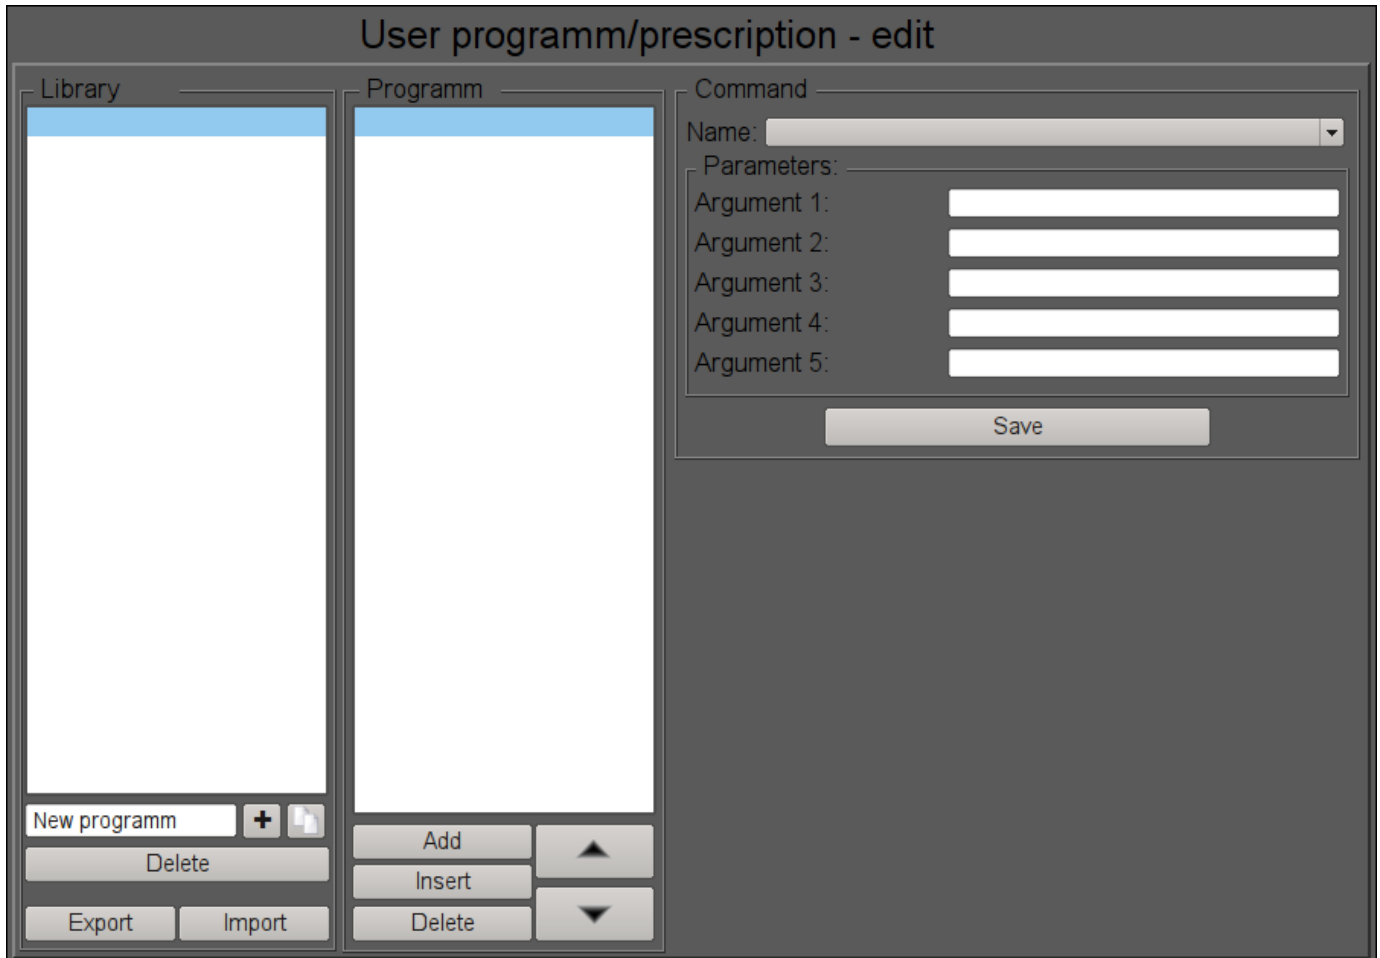 User programm/prescription - edit
Library
New programm
Delete
Export
Import
Programm
Add
Insert
Delete
Command
Name:
Parameters:
Argument 1:
Argument 2:
Argument 3:
Argument 4:
Argument 5:
Save